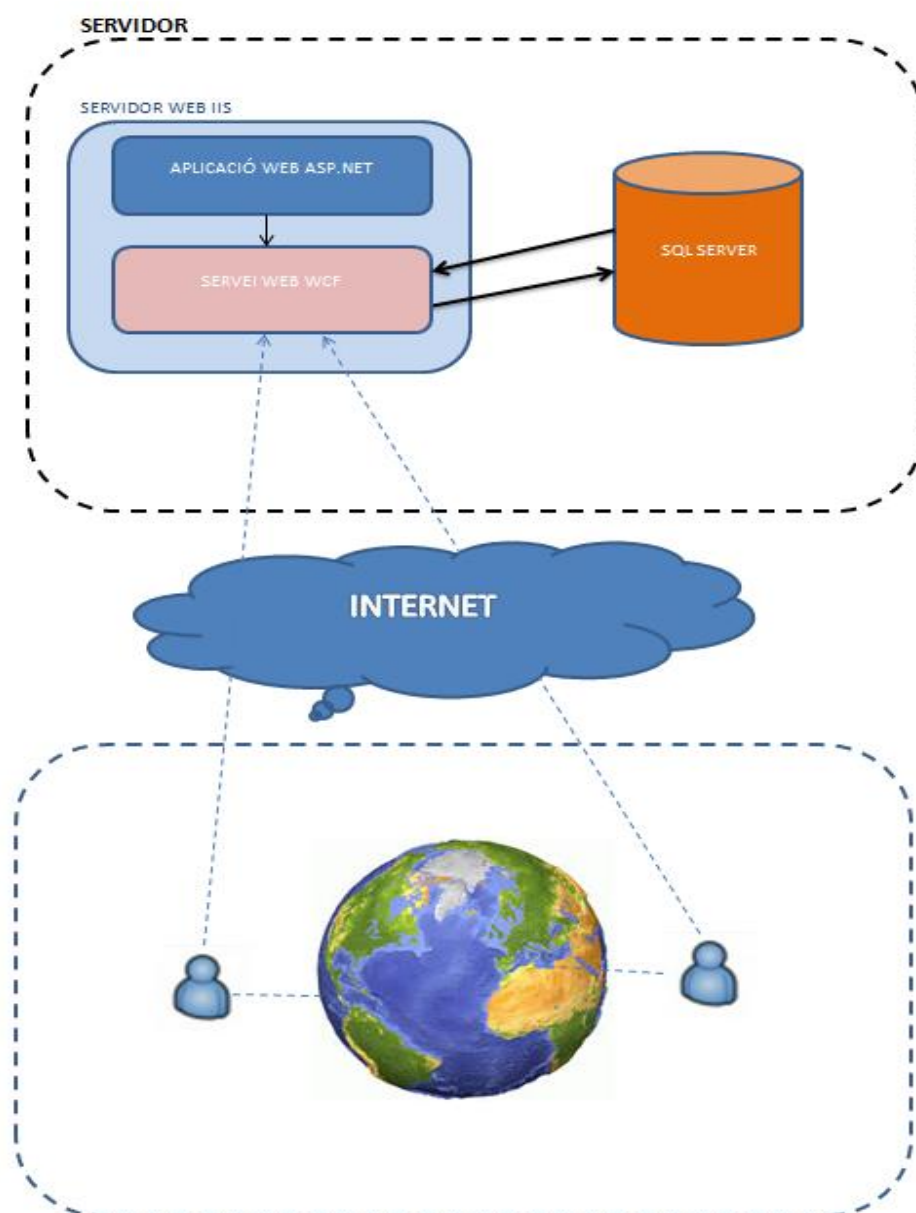 SERVIDOR
SERVIDOR WEB IIS
APLICACIÓ WEB ASP.NET
SQL SERVER
SERVEI WEB WCF
INTERNET